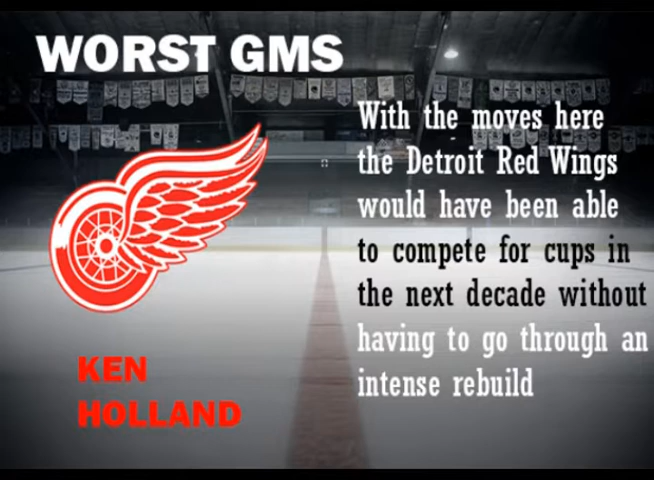 WORST GMS
With the moves here
the Detroit Red Wings
would have been able
to compete for cups in
the next decade without
having to go through an
intense rebuild
KEN
HOLLAND